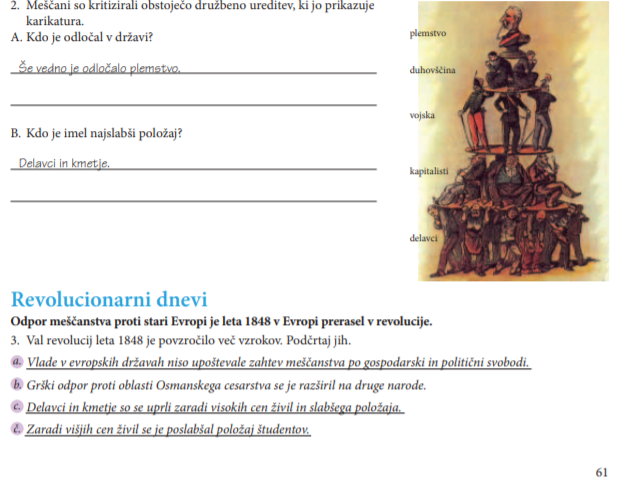 2. Meščani so kritizirali obstoječo družbeno ureditev, ki jo prikazuje
karikatura.
A. Kdo je odločal v državi?
Še vedno je odločalo plemstvo.
B. Kdo je imel najslabši položaj?
Delavci in kmetje.
plemstvo
duhovščina
vojska
kapitalisti
delavci
Revolucionarni dnevi
Odpor meščanstva proti stari Evropi je leta 1848 v Evropi prerasel v revolucije.
3. Val revolucij leta 1848 je povzročilo več vzrokov. Podčrtaj jih.
a. Vlade v evropskih državah niso upoštevale zahtev meščanstva po gospodarski in politični svobodi.
b. Grški odpor proti oblasti Osmanskega cesarstva se je razširil na druge narode.
c. Delavci in kmetje so se uprli zaradi visokih cen živil in slabšega položaja.
č. Zaradi višjih cen živil se je poslabšal položaj študentov.
61